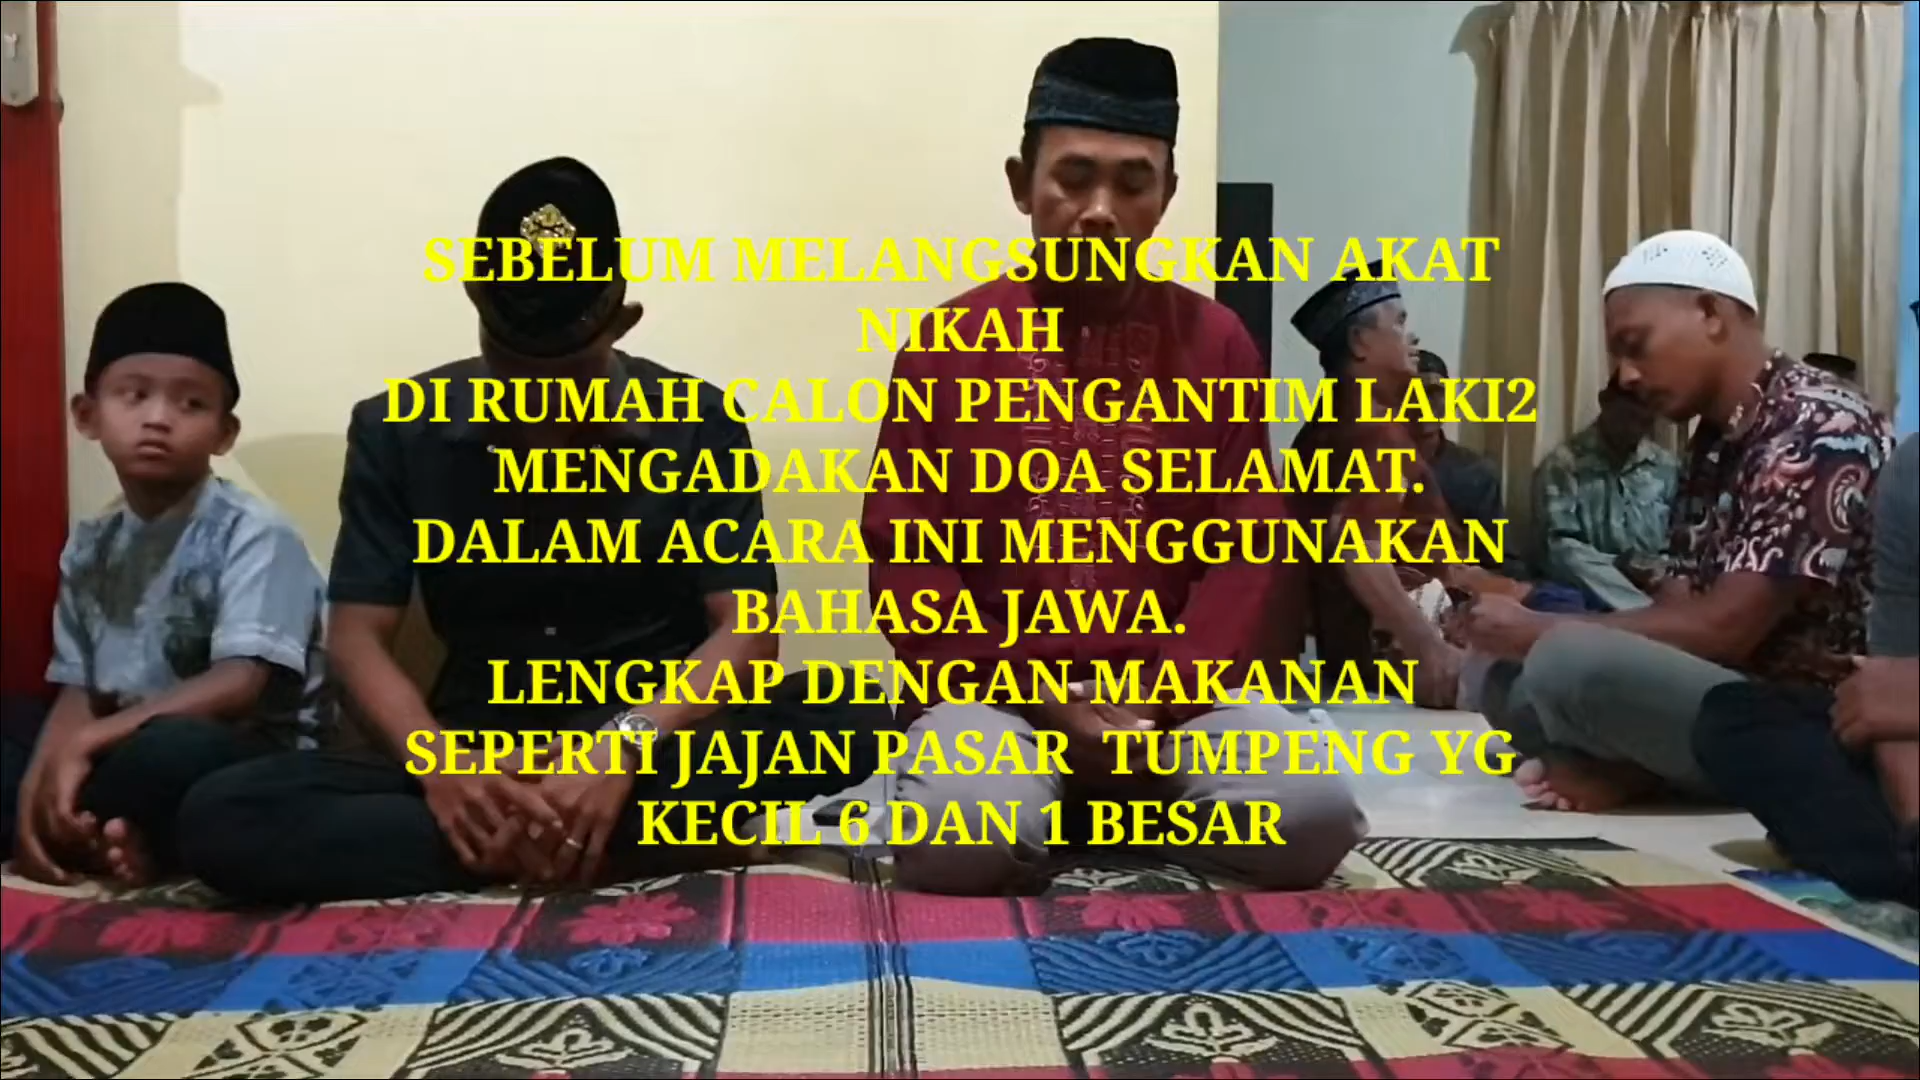 SEBELUM MELANGSUNGKAN AKAT
NIKAH
DI RUMAH CALON PENGANTIM LAKI2
MENGADAKAN DOA SELAMAT.
DALAM ACARA INI MENGGUNAKAN
BAHASA JAWA.
LENGKAP DENGAN MAKANAN
SEPERTI JAJAN PASAR TUMPENG YG
KECIL 6 DAN 1 BESAR